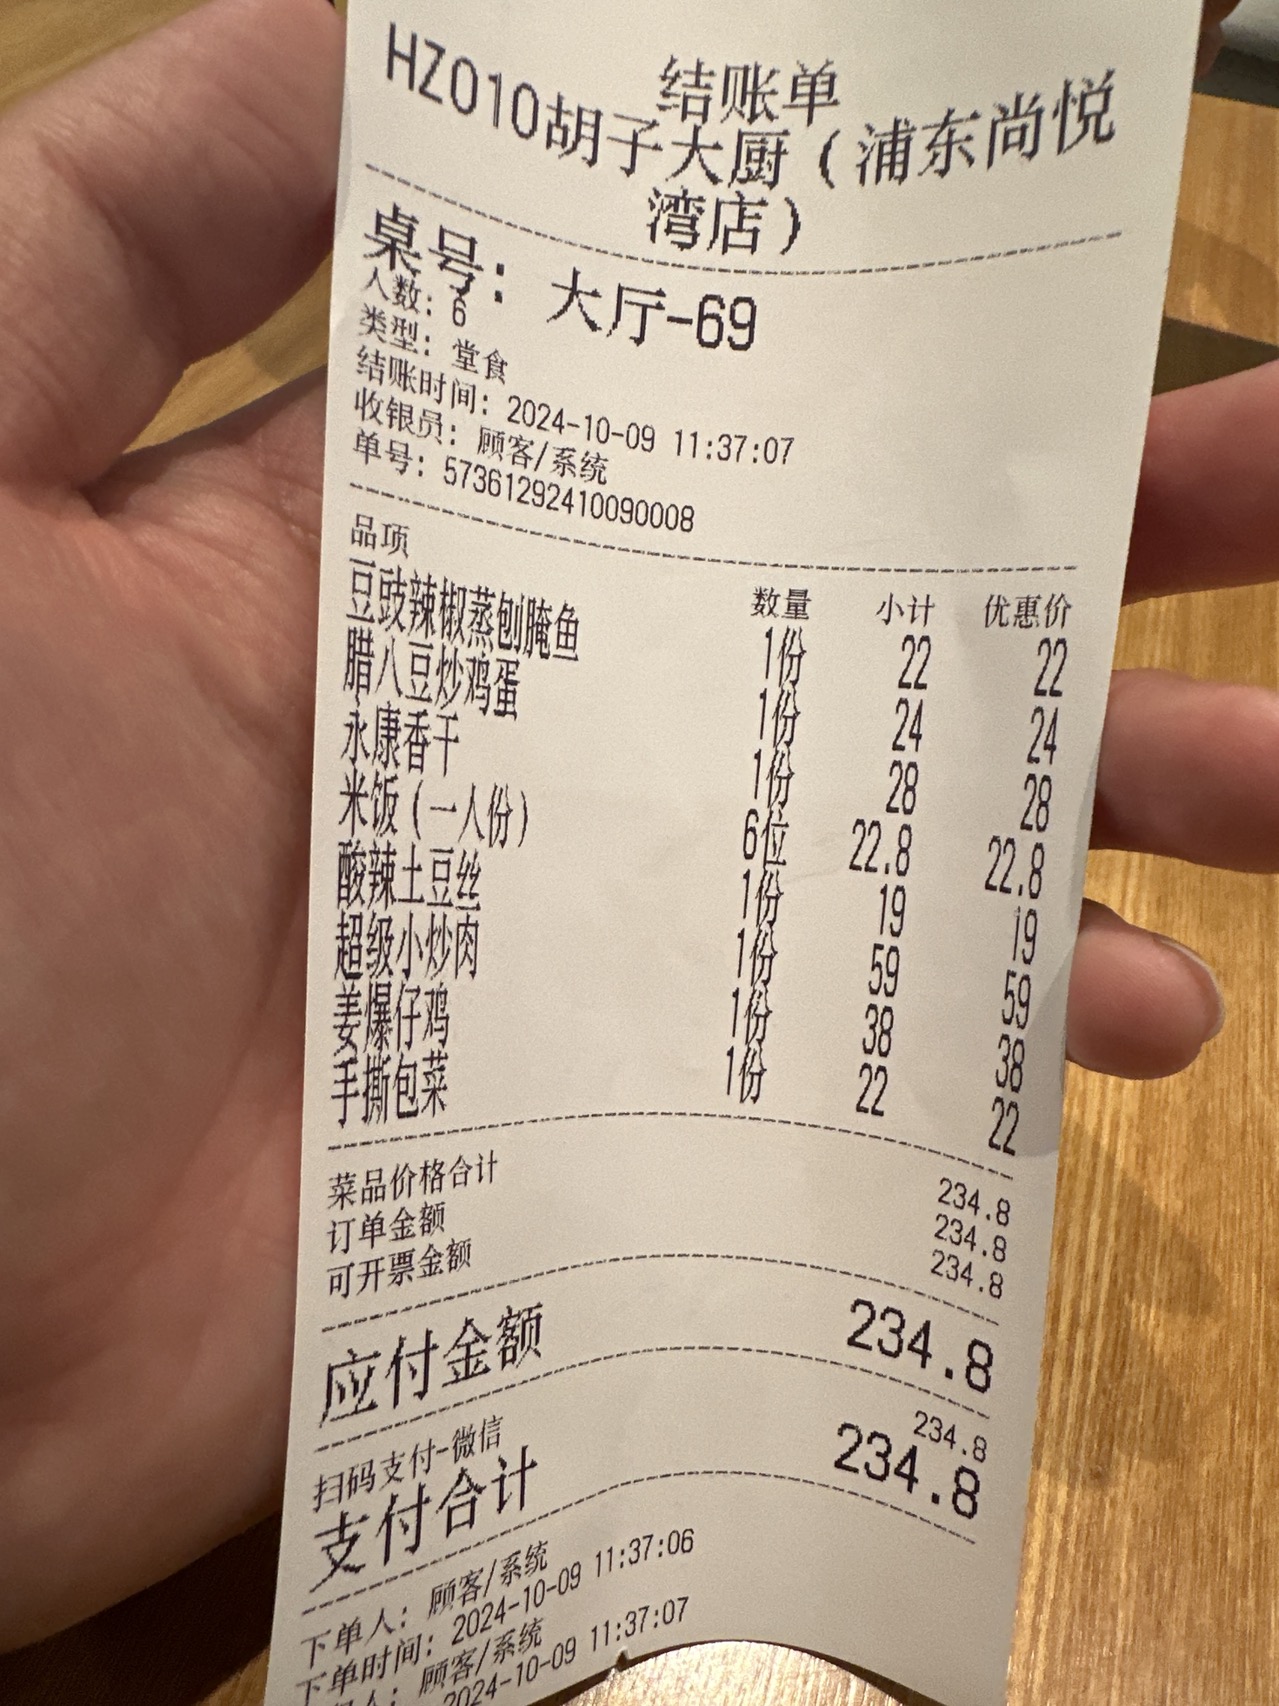 结账单
HZ010胡子大厨(浦东尚悦
湾店)
桌号: 大厅-69
人数: 6
类型: 堂食
结账时间: 2024-10-09 11:37:07
收银员: 顾客/系统
单号: 57361292410090008
品项 数量 小计 优惠价
豆豉辣椒蒸刨腌鱼 1份 22 22
腊八豆炒鸡蛋 1份 24 24
永康香干 1份 28 28
米饭(一人份) 6位 22.8 22.8
酸辣土豆丝 1份 19 19
超级小炒肉 1份 59 59
姜爆仔鸡 1份 38 38
手撕包菜 1份 22 22
菜品价格合计 234.8
订单金额 234.8
可开票金额 234.8
应付金额 234.8
扫码支付-微信 234.8
支付合计 234.8
下单人: 顾客/系统
下单时间: 2024-10-09 11:37:06
人: 顾客/系统
2024-10-09 11:37:07